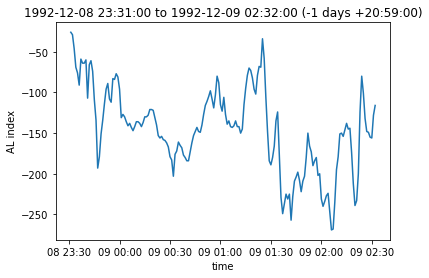 1992-12-08 23:31:00 to 1992-12-09 02:32:00 (-1 days +20:59:00)
−50
−100
−150
−200
−250
AL index
08 23:30 09 00:00 09 00:30 09 01:00 09 01:30 09 02:00 09 02:30
time